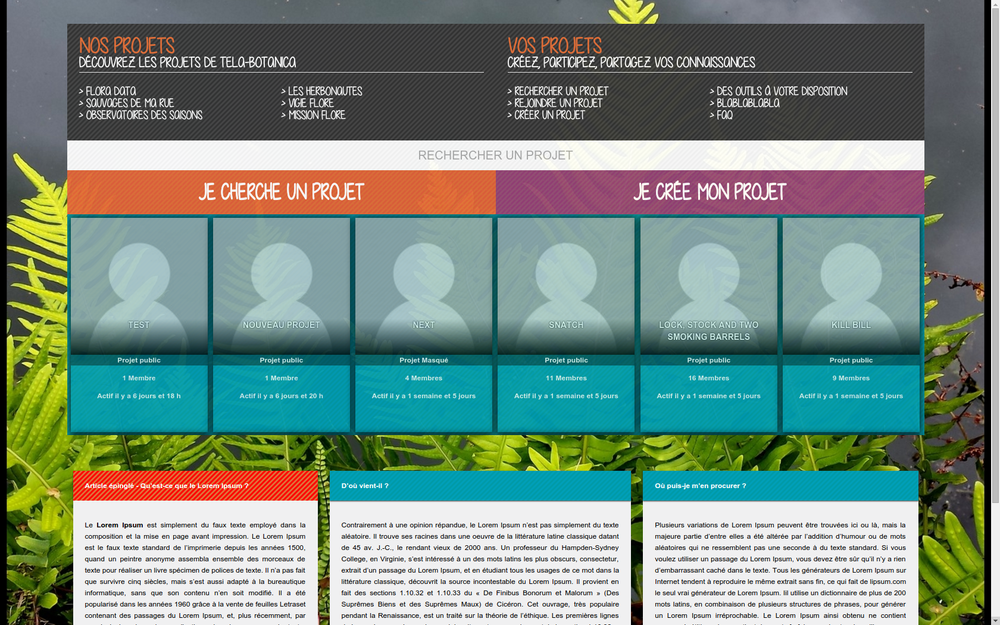 NOS PROJETS
DÉCOUVREZ LES PROJETS DE TELA-BOTANICA
> FLORA DATA
> SAUVAGES DE MA RUE
> OBSERVATOIRES DES SAISONS
> LES HERBONAUTES
> VIGIE FLORE
> MISSION FLORE
VOS PROJETS
CRÉEZ, PARTICIPEZ, PARTAGEZ VOS CONNAISSANCES
> RECHERCHER UN PROJET
> REJOINDRE UN PROJET
> CRÉER UN PROJET
> DES OUTILS À VOTRE DISPOSITION
> BLABLABLABLA
> FAQ
RECHERCHER UN PROJET
JE CHERCHE UN PROJET
JE CRÉE MON PROJET
TEST
Projet public
1 Membre
Actif il y a 6 jours et 18 h
NOUVEAU PROJET
Projet public
1 Membre
Actif il y a 6 jours et 20 h
NEXT
Projet Masqué
4 Membres
Actif il y a 1 semaine et 5 jours
SNATCH
Projet public
11 Membres
Actif il y a 1 semaine et 5 jours
LOCK, STOCK AND TWO
SMOKING BARRELS
Projet public
16 Membres
Actif il y a 1 semaine et 5 jours
KILL BILL
Projet public
9 Membres
Actif il y a 1 semaine et 5 jours
Article épinglé - Qu'est-ce que le Lorem Ipsum ?
Le Lorem Ipsum est simplement du faux texte employé dans la
composition et la mise en page avant impression. Le Lorem Ipsum
est le faux texte standard de l'imprimerie depuis les années 1500,
quand un peintre anonyme assembla ensemble des morceaux de
texte pour réaliser un livre spécimen de polices de texte. Il n'a pas fait
que survivre cinq siècles, mais s'est aussi adapté à la bureautique
informatique, sans que son contenu n'en soit modifié. Il a été
popularisé dans les années 1960 grâce à la vente de feuilles Letraset
contenant des passages du Lorem Ipsum, et, plus récemment, par
D'où vient-il ?
Contrairement à une opinion répandue, le Lorem Ipsum n'est pas simplement du texte
aléatoire. Il trouve ses racines dans une oeuvre de la littérature latine classique datant
de 45 av. J.-C., le rendant vieux de 2000 ans. Un professeur du Hampden-Sydney
College, en Virginie, s'est intéressé à un des mots latins les plus obscurs, consectetur,
extrait d'un passage du Lorem Ipsum, et en étudiant tous les usages de ce mot dans la
littérature classique, découvrit la source incontestable du Lorem Ipsum. Il provient en
fait des sections 1.10.32 et 1.10.33 du « De Finibus Bonorum et Malorum » (Des
Suprêmes Biens et des Suprêmes Maux) de Cicéron. Cet ouvrage, très populaire
pendant la Renaissance, est un traité sur la théorie de l'éthique. Les premières lignes
Où puis-je m'en procurer ?
Plusieurs variations de Lorem Ipsum peuvent être trouvées ici ou là, mais la
majeure partie d'entre elles a été altérée par l'addition d'humour ou de mots
aléatoires qui ne ressemblent pas une seconde à du texte standard. Si vous
voulez utiliser un passage du Lorem Ipsum, vous devez être sûr qu'il n'y a rien
d'embarrassant caché dans le texte. Tous les générateurs de Lorem Ipsum sur
Internet tendent à reproduire le même extrait sans fin, ce qui fait de lipsum.com
le seul vrai générateur de Lorem Ipsum. Iil utilise un dictionnaire de plus de 200
mots latins, en combinaison de plusieurs structures de phrases, pour générer
un Lorem Ipsum irréprochable. Le Lorem Ipsum ainsi obtenu ne contient